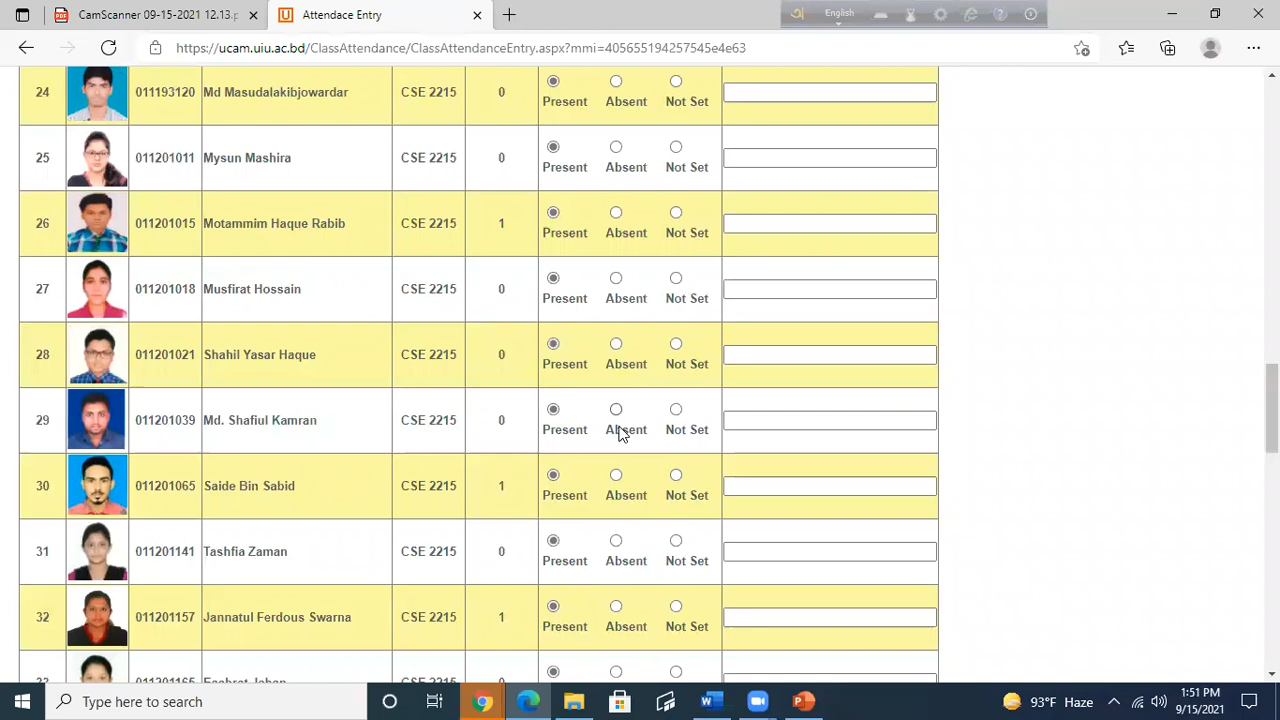 CamScanner 09-15-2021 12.13.p
Attendance Entry
English
https://ucam.uiu.ac.bd/ClassAttendance/ClassAttendanceEntry.aspx?mmi=405655194257545e4e63
24 011193120 Md Masudalakibjowardar CSE 2215 0 Present Absent Not Set
25 011201011 Mysun Mashira CSE 2215 0 Present Absent Not Set
26 011201015 Motammim Haque Rabib CSE 2215 1 Present Absent Not Set
27 011201018 Musfirat Hossain CSE 2215 0 Present Absent Not Set
28 011201021 Shahil Yasar Haque CSE 2215 0 Present Absent Not Set
29 011201039 Md. Shafiul Kamran CSE 2215 0 Present Absent Not Set
30 011201065 Saide Bin Sabid CSE 2215 1 Present Absent Not Set
31 011201141 Tashfia Zaman CSE 2215 0 Present Absent Not Set
32 011201157 Jannatul Ferdous Swarna CSE 2215 1 Present Absent Not Set
Type here to search
93°F Haze
1:51 PM
9/15/2021